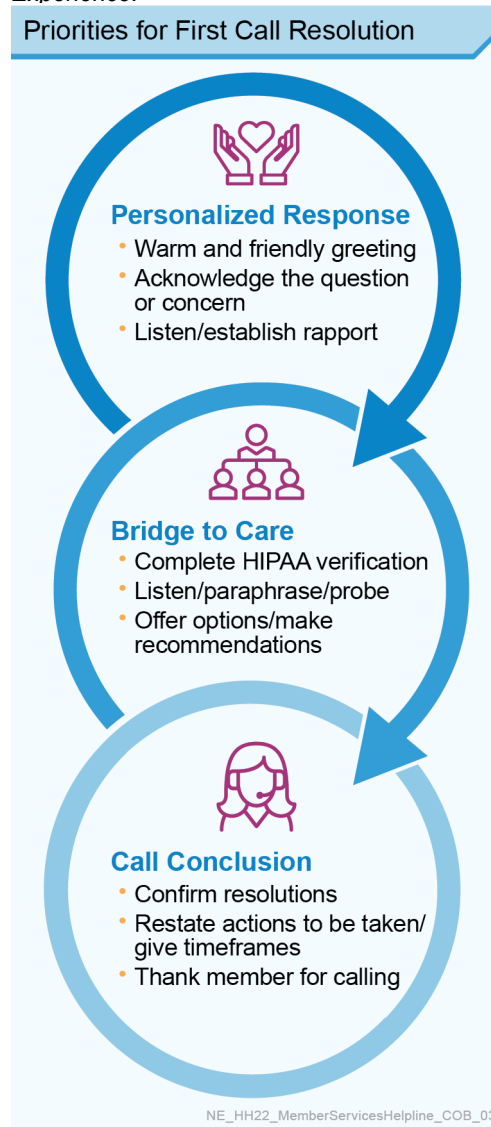 Experience.
Priorities for First Call Resolution
Personalized Response
• Warm and friendly greeting
• Acknowledge the question
or concern
• Listen/establish rapport
Bridge to Care
• Complete HIPAA verification
• Listen/paraphrase/probe
• Offer options/make
recommendations
Call Conclusion
• Confirm resolutions
• Restate actions to be taken/
give timeframes
• Thank member for calling
NE_HH22_MemberServicesHelpline_COB_03